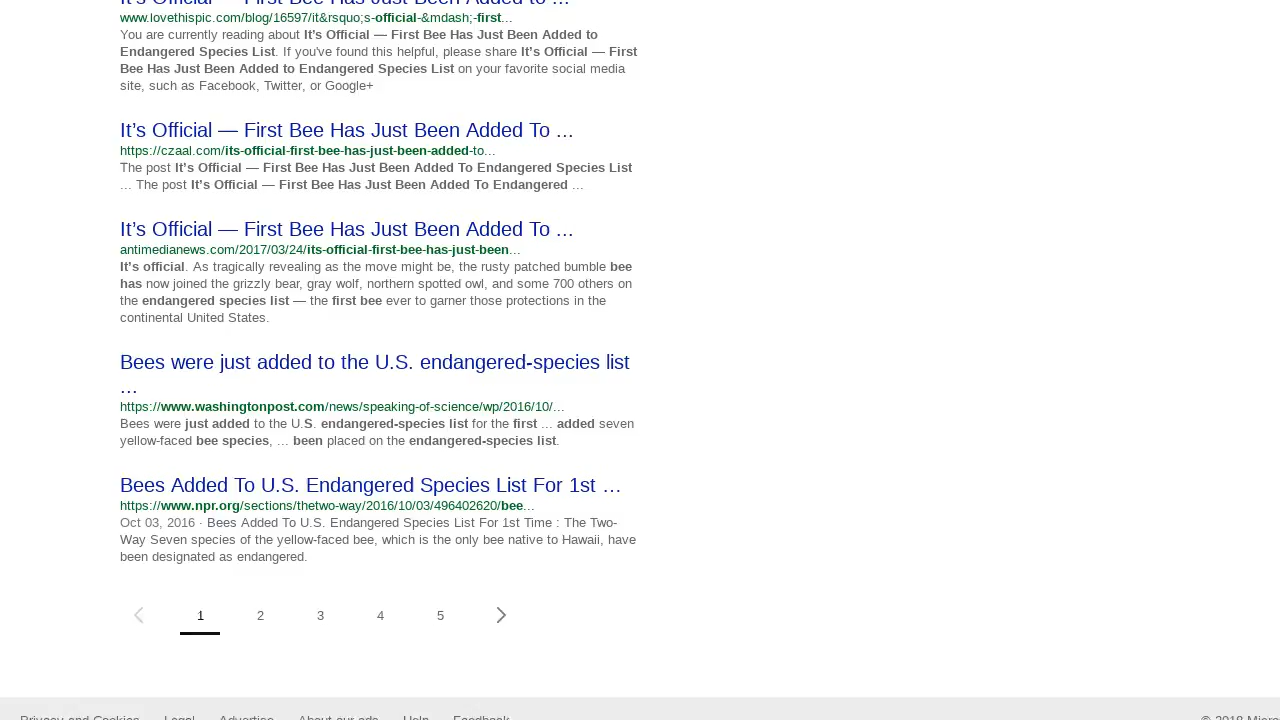 It's Official — First Bee Has Just Been Added to ...
www.lovethispic.com/blog/16597/it&rsquo;s-official-&mdash;-first...
You are currently reading about It's Official — First Bee Has Just Been Added to
Endangered Species List. If you've found this helpful, please share It's Official — First
Bee Has Just Been Added to Endangered Species List on your favorite social media
site, such as Facebook, Twitter, or Google+
It’s Official — First Bee Has Just Been Added To ...
https://czaal.com/its-official-first-bee-has-just-been-added-to...
The post It’s Official — First Bee Has Just Been Added To Endangered Species List
... The post It’s Official — First Bee Has Just Been Added To Endangered ...
It’s Official — First Bee Has Just Been Added To ...
antimedianews.com/2017/03/24/its-official-first-bee-has-just-been...
It’s official. As tragically revealing as the move might be, the rusty patched bumble bee
has now joined the grizzly bear, gray wolf, northern spotted owl, and some 700 others on
the endangered species list — the first bee ever to garner those protections in the
continental United States.
Bees were just added to the U.S. endangered-species list
...
https://www.washingtonpost.com/news/speaking-of-science/wp/2016/10/...
Bees were just added to the U.S. endangered-species list for the first ... added seven
yellow-faced bee species, ... been placed on the endangered-species list.
Bees Added To U.S. Endangered Species List For 1st ...
https://www.npr.org/sections/thetwo-way/2016/10/03/496402620/bee...
Oct 03, 2016 · Bees Added To U.S. Endangered Species List For 1st Time : The Two-
Way Seven species of the yellow-faced bee, which is the only bee native to Hawaii, have
been designated as endangered.
1 2 3 4 5
Privacy and Cookies Legal Advertise About our ads Help Feedback © 2018 Micro